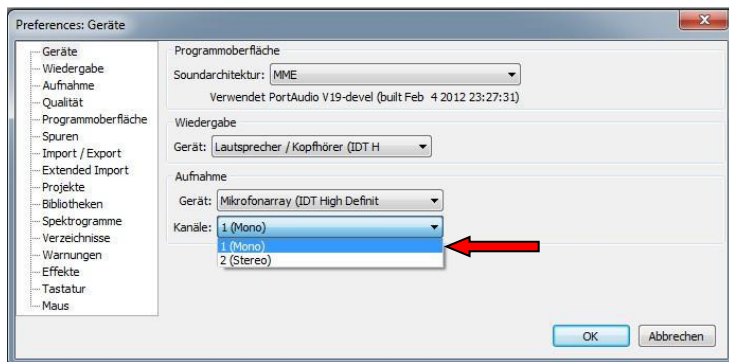 Preferences: Geräte
Geräte
Wiedergabe
Aufnahme
Qualität
Programmoberfläche
Spuren
Import / Export
Extended Import
Projekte
Bibliotheken
Spektrogramme
Verzeichnisse
Warnungen
Effekte
Tastatur
Maus
Programmoberfläche
Soundarchitektur: MME
Verwendet PortAudio V19-devel (built Feb 4 2012 23:27:31)
Wiedergabe
Gerät: Lautsprecher / Kopfhörer (IDT H
Aufnahme
Gerät: Mikrofonarray (IDT High Definit
Kanäle: 1 (Mono)
1 (Mono)
2 (Stereo)
OK Abbrechen